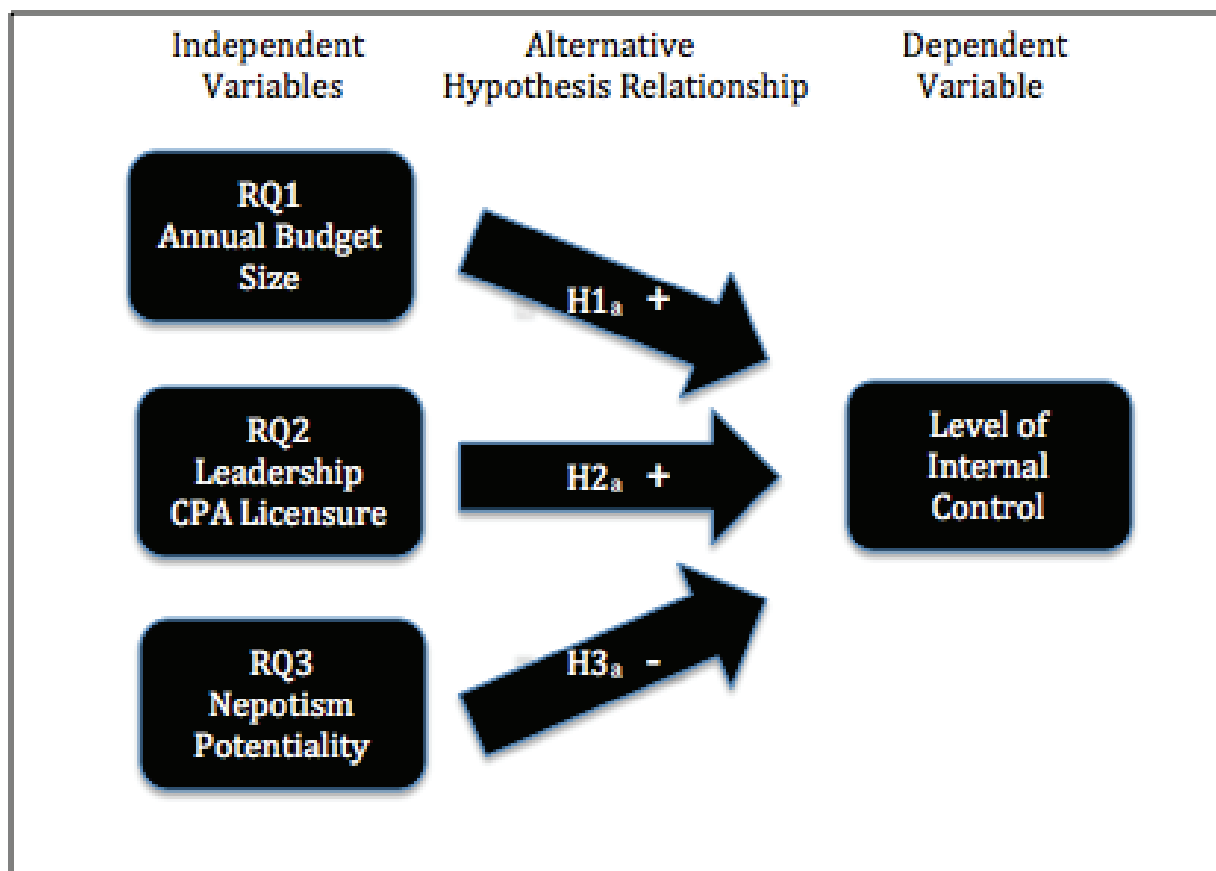 Independent
Variables
Alternative
Hypothesis Relationship
Dependent
Variable
RQ1
Annual Budget
Size
H1a +
RQ2
Leadership
CPA Licensure
H2a +
RQ3
Nepotism
Potentiality
H3a -
Level of
Internal
Control